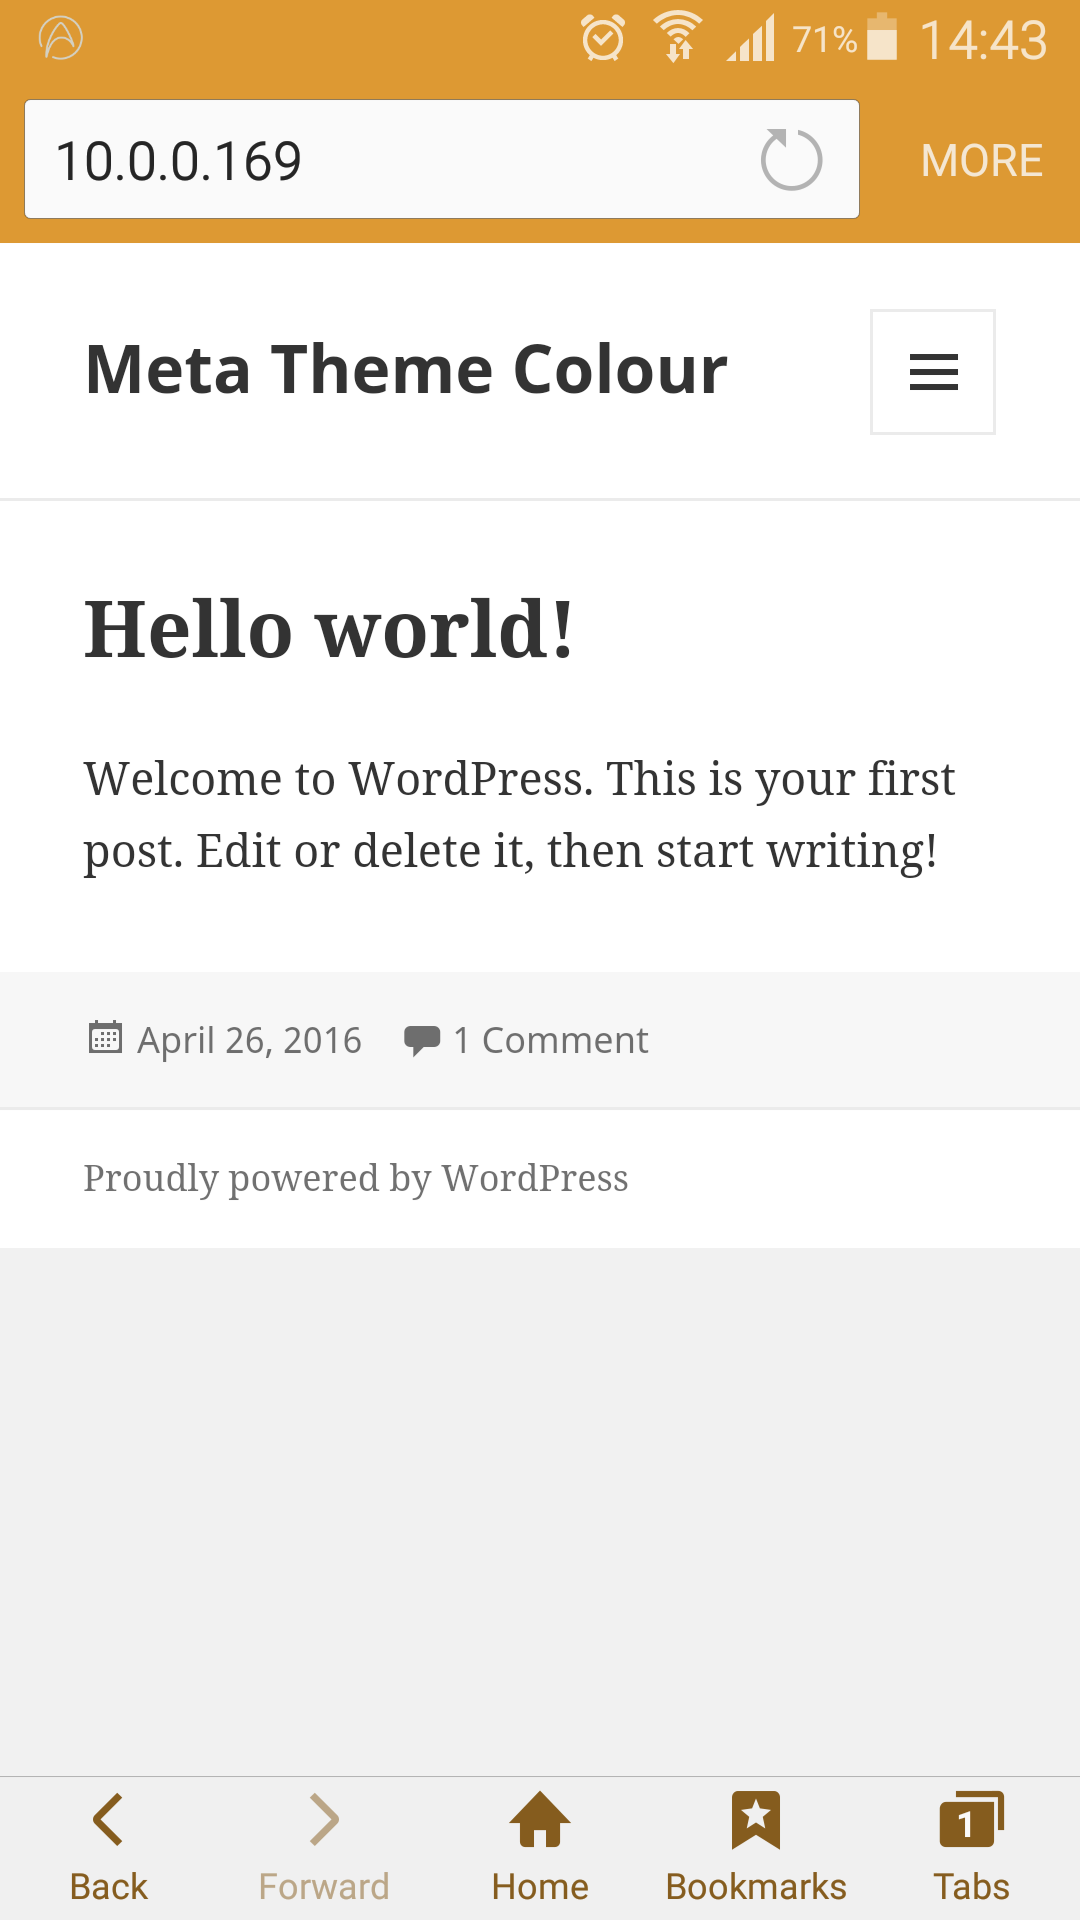 71% 14:43
10.0.0.169 MORE
Meta Theme Colour
Hello world!
Welcome to WordPress. This is your first
post. Edit or delete it, then start writing!
April 26, 2016 1 Comment
Proudly powered by WordPress
1
Back Forward Home Bookmarks Tabs